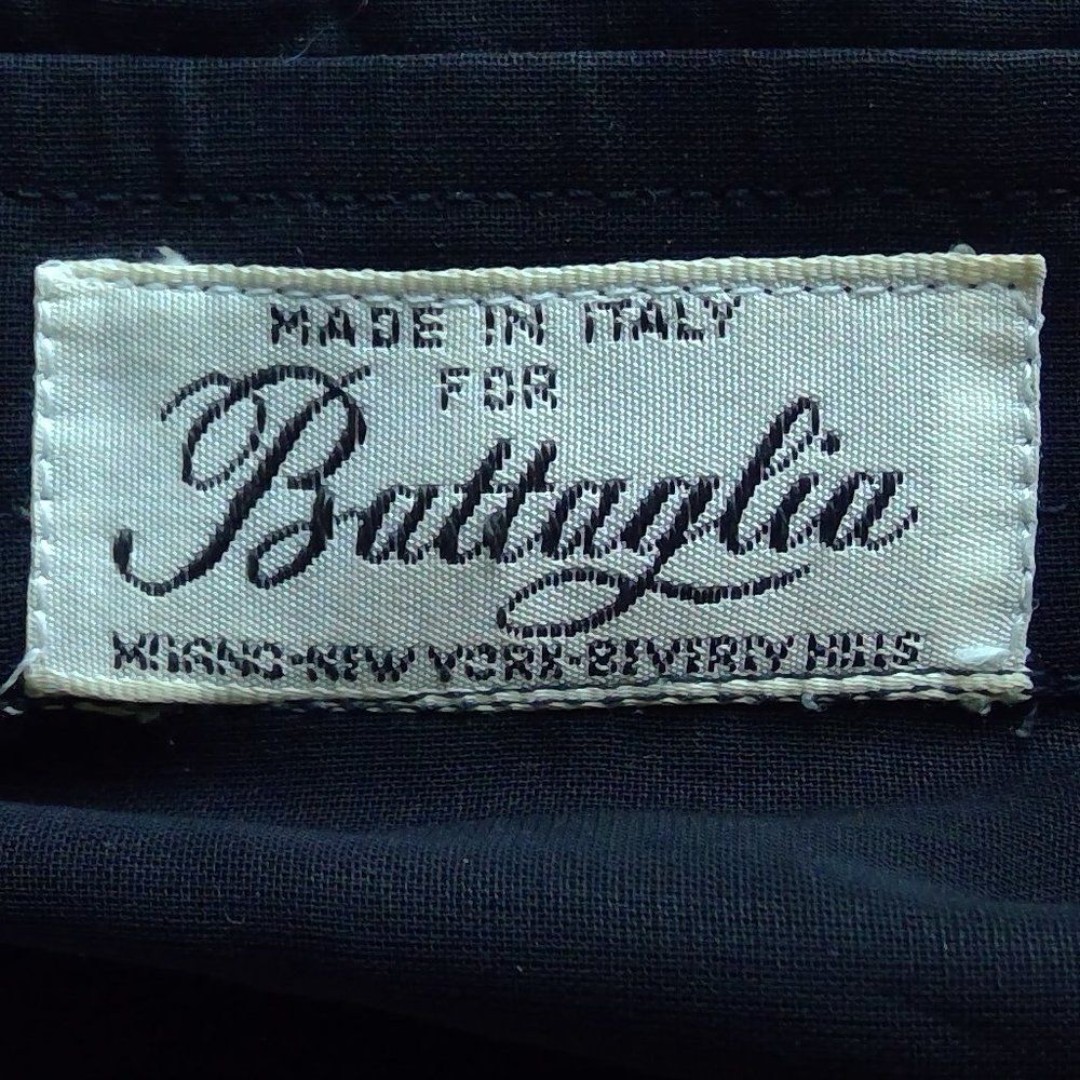 MADE IN ITALY
FOR
Battaglia
MILANO-NEW YORK-BEVERLY HILLS